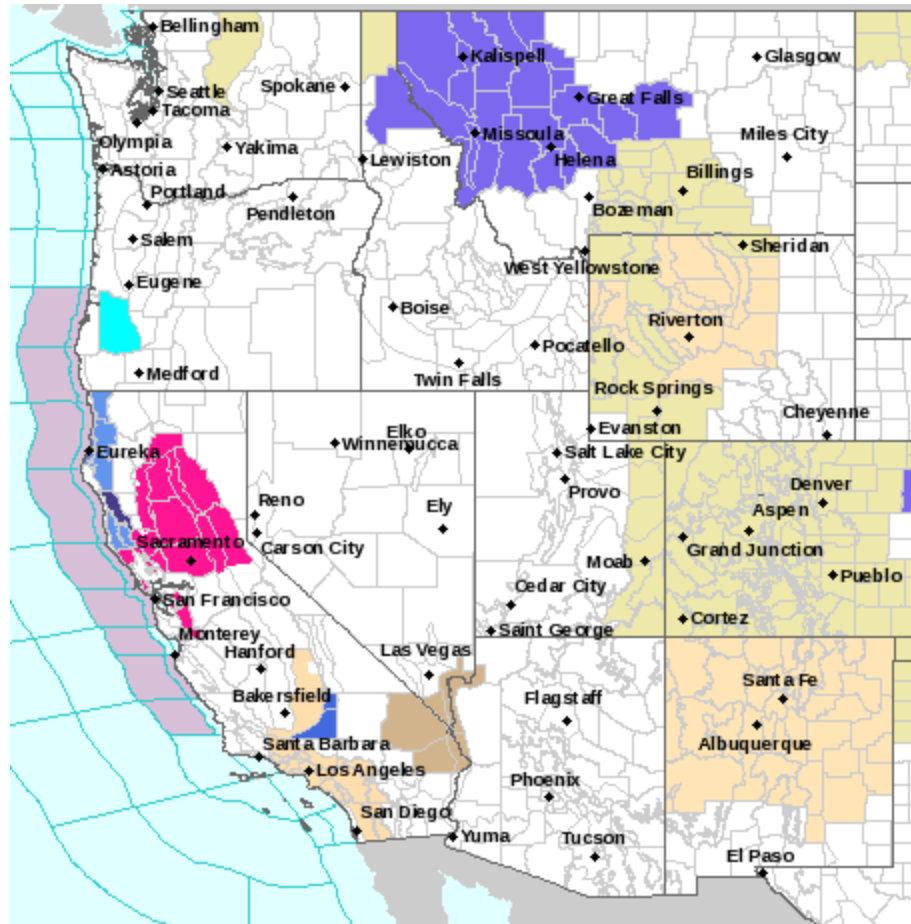 Bellingham
Kalispell
Glasgow
Spokane
Seattle
Great Falls
Tacoma
Miles City
Olympia
Yakima
Missoula
Helena
Astoria
Lewiston
Billings
Portland
Pendleton
Bozeman
Salem
Sheridan
West Yellowstone
Eugene
Boise
Riverton
Pocatello
Medford
Twin Falls
Rock Springs
Cheyenne
Elko
Evanston
Eureka
Winnemucca
Salt Lake City
Reno
Ely
Provo
Denver
Aspen
Sacramento
Carson City
Grand Junction
Moab
Pueblo
San Francisco
Cedar City
Cortez
Monterey
Saint George
Hanford
Las Vegas
Santa Fe
Bakersfield
Flagstaff
Albuquerque
Santa Barbara
Los Angeles
Phoenix
San Diego
Yuma
Tucson
El Paso